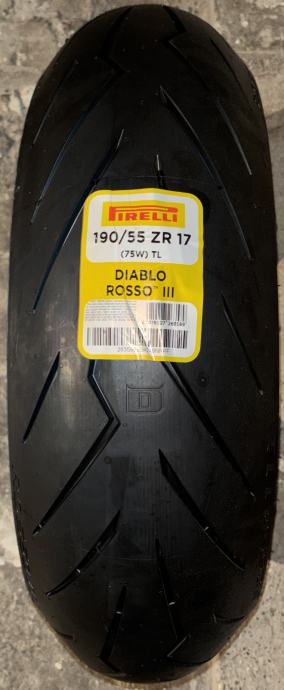 PIRELLI
190/55 ZR 17
(75W) TL
DIABLO
ROSSO™ III
D